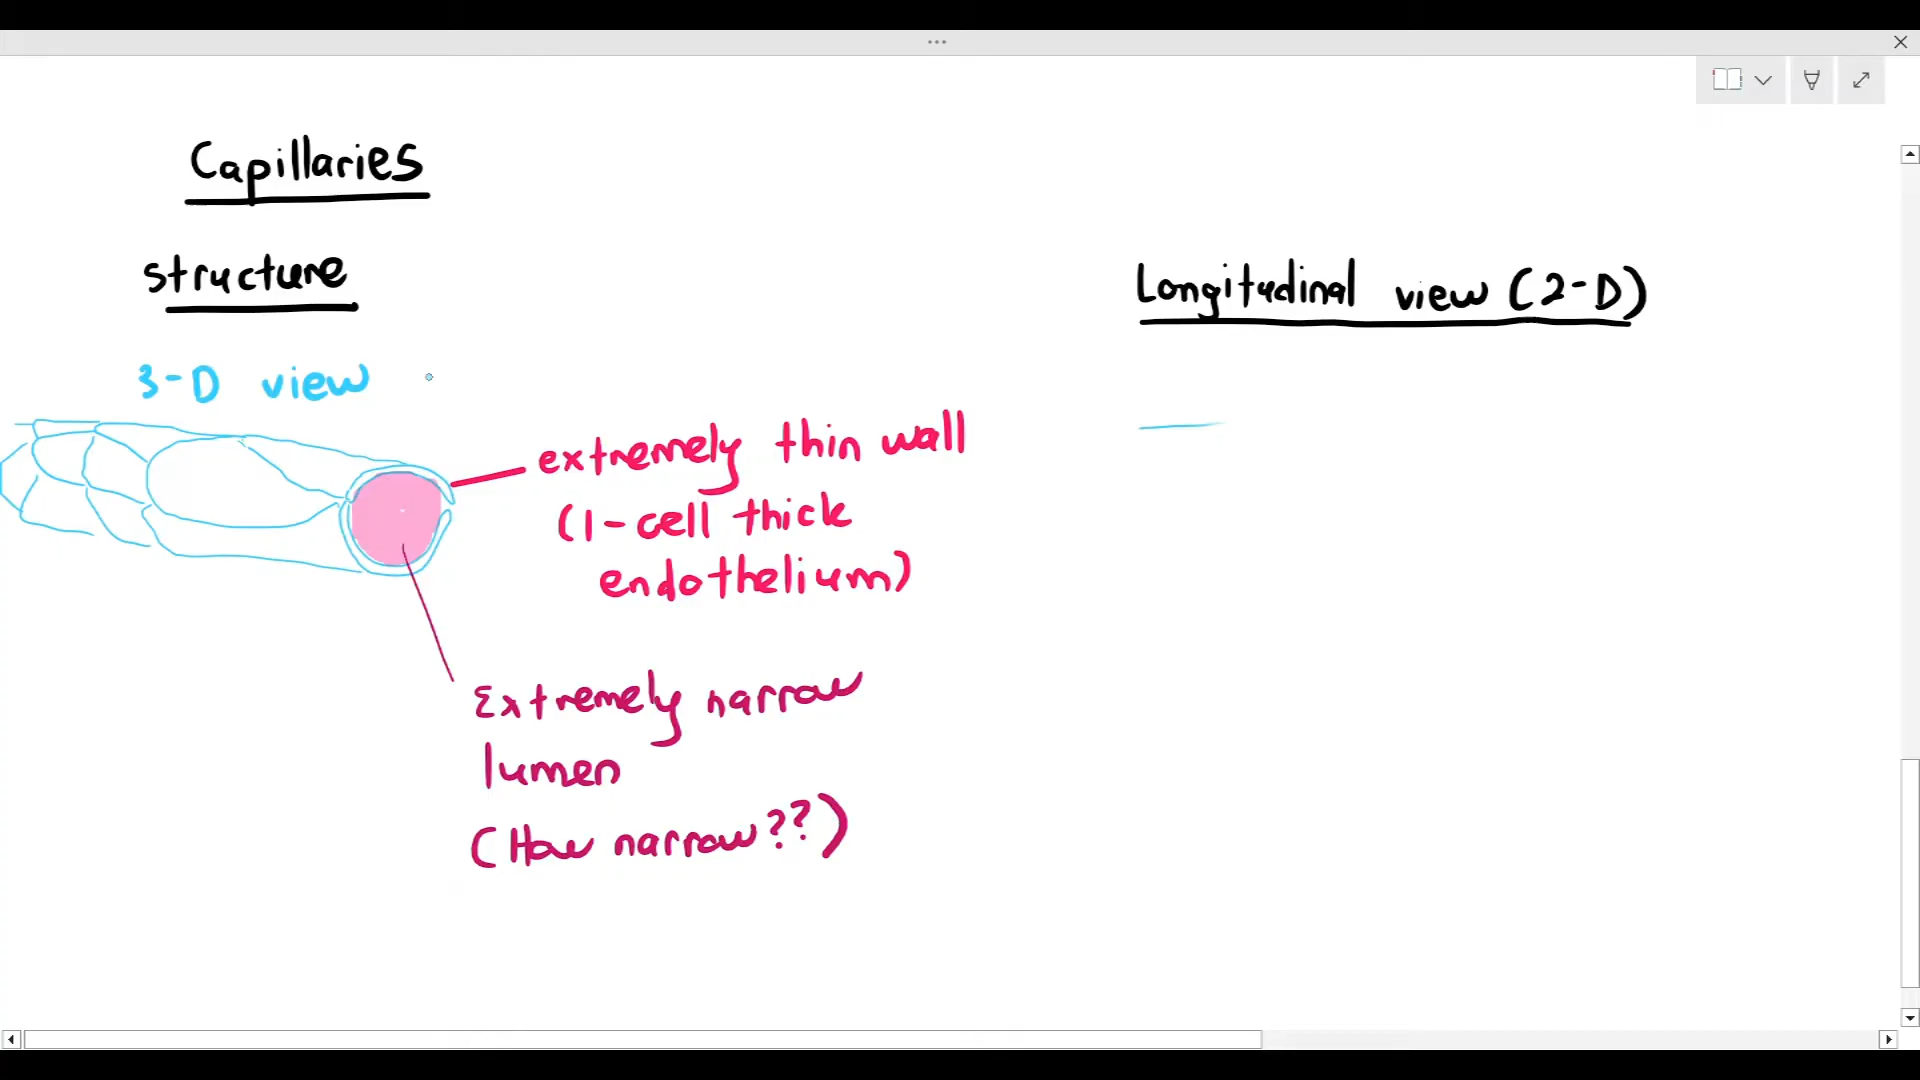 Capillaries
structure
3-D view
extremely thin wall
(1-cell thick
endothelium)
Extremely narrow
lumen
(How narrow??)
Longitudinal view (2-D)